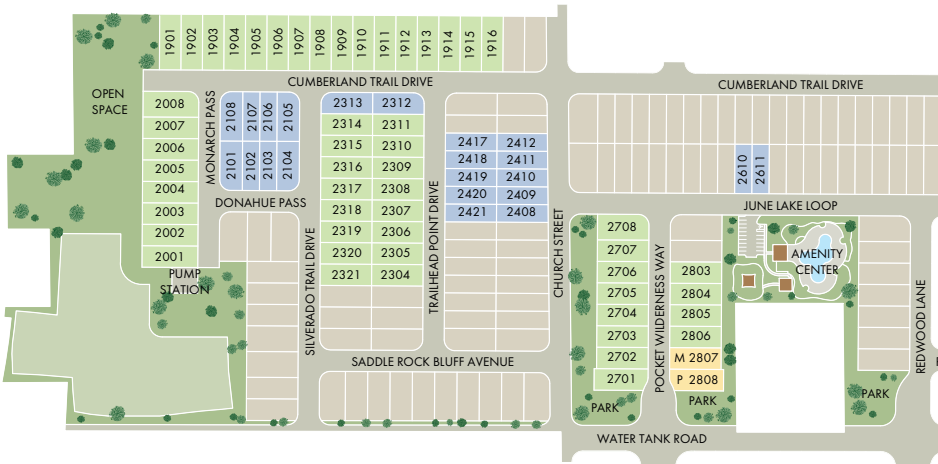 1901
1902
1903
1904
1905
1906
1907
1908
1909
1910
1911
1912
1913
1914
1915
1916
CUMBERLAND TRAIL DRIVE
CUMBERLAND TRAIL DRIVE
OPEN
SPACE
2008
2007
2006
2005
2004
2003
2002
2001
MONARCH PASS
2108
2107
2106
2105
2101
2102
2103
2104
DONAHUE PASS
PUMP
STATION
SILVERADO TRAIL DRIVE
2313 2312
2314 2311
2315 2310
2316 2309
2317 2308
2318 2307
2319 2306
2320 2305
2321 2304
TRAILHEAD POINT DRIVE
2417 2412
2418 2411
2419 2410
2420 2409
2421 2408
SADDLE ROCK BLUFF AVENUE
CHURCH STREET
2610
2611
JUNE LAKE LOOP
2708
2707
2706
2705
2704
2703
2702
2701
PARK
POCKET WILDERNESS WAY
2803
2804
2805
2806
M 2807
P 2808
PARK
AMENITY
CENTER
PARK
REDWOOD LANE
WATER TANK ROAD